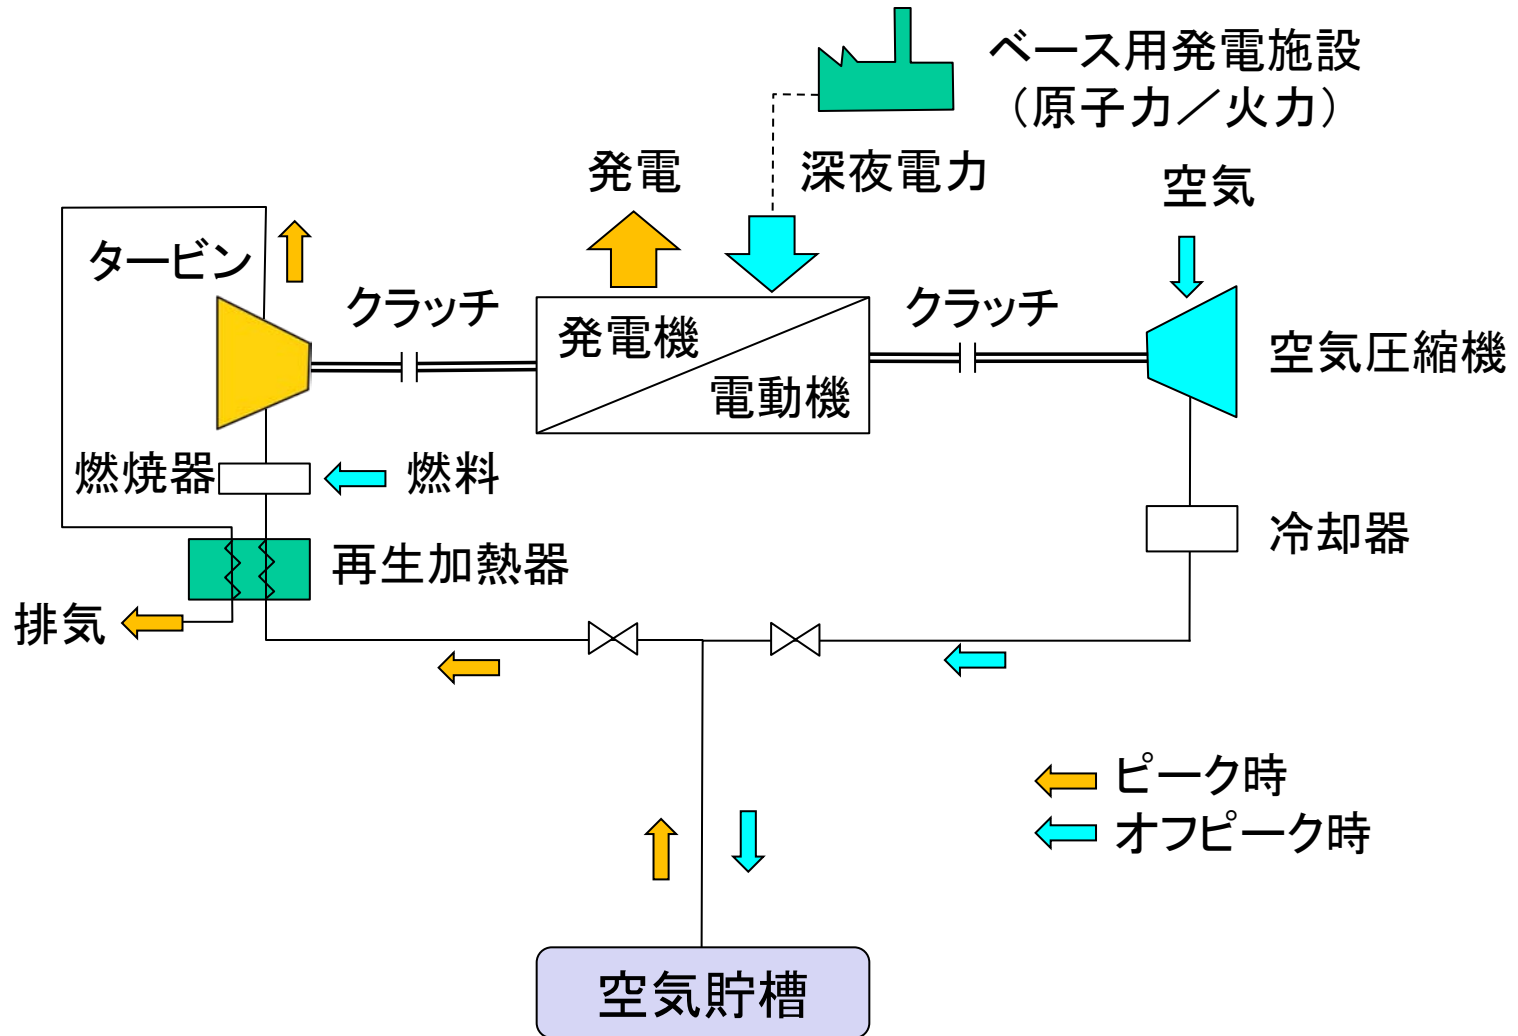 ベース用発電施設
（原子力／火力）
発電
深夜電力
空気
タービン
クラッチ
クラッチ
発電機
電動機
空気圧縮機
燃焼器
燃料
冷却器
再生加熱器
排気
ピーク時
オフピーク時
空気貯槽